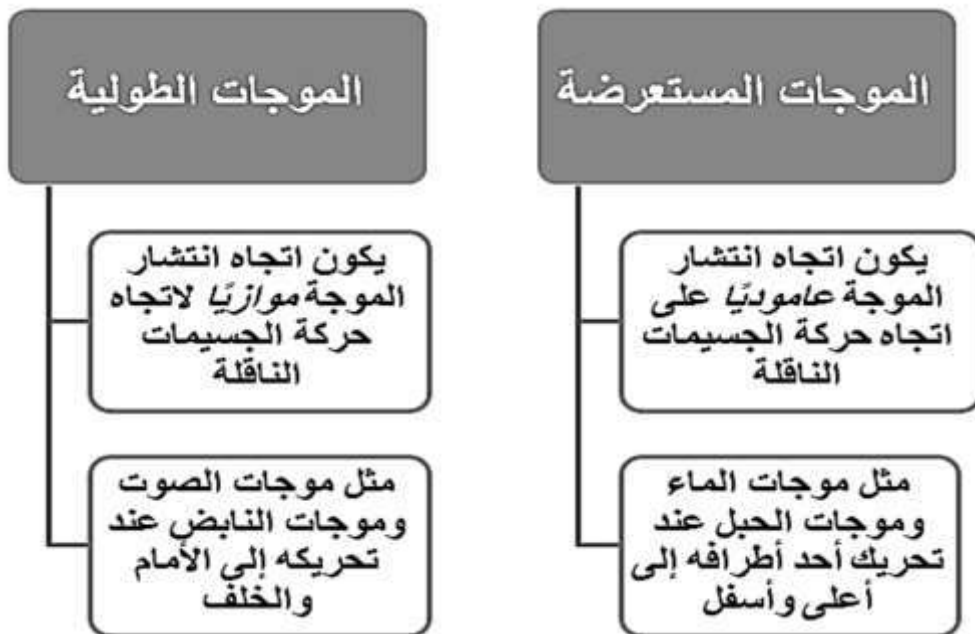 الموجات المستعرضة
يكون اتجاه انتشار
الموجة عاموديًا على
اتجاه حركة الجسيمات
الناقلة
مثل موجات الماء
وموجات الحبل عند
تحريك أحد أطرافه إلى
أعلى وأسفل
الموجات الطولية
يكون اتجاه انتشار
الموجة موازيًا لاتجاه
حركة الجسيمات
الناقلة
مثل موجات الصوت
وموجات النابض عند
تحريكه إلى الأمام
والخلف